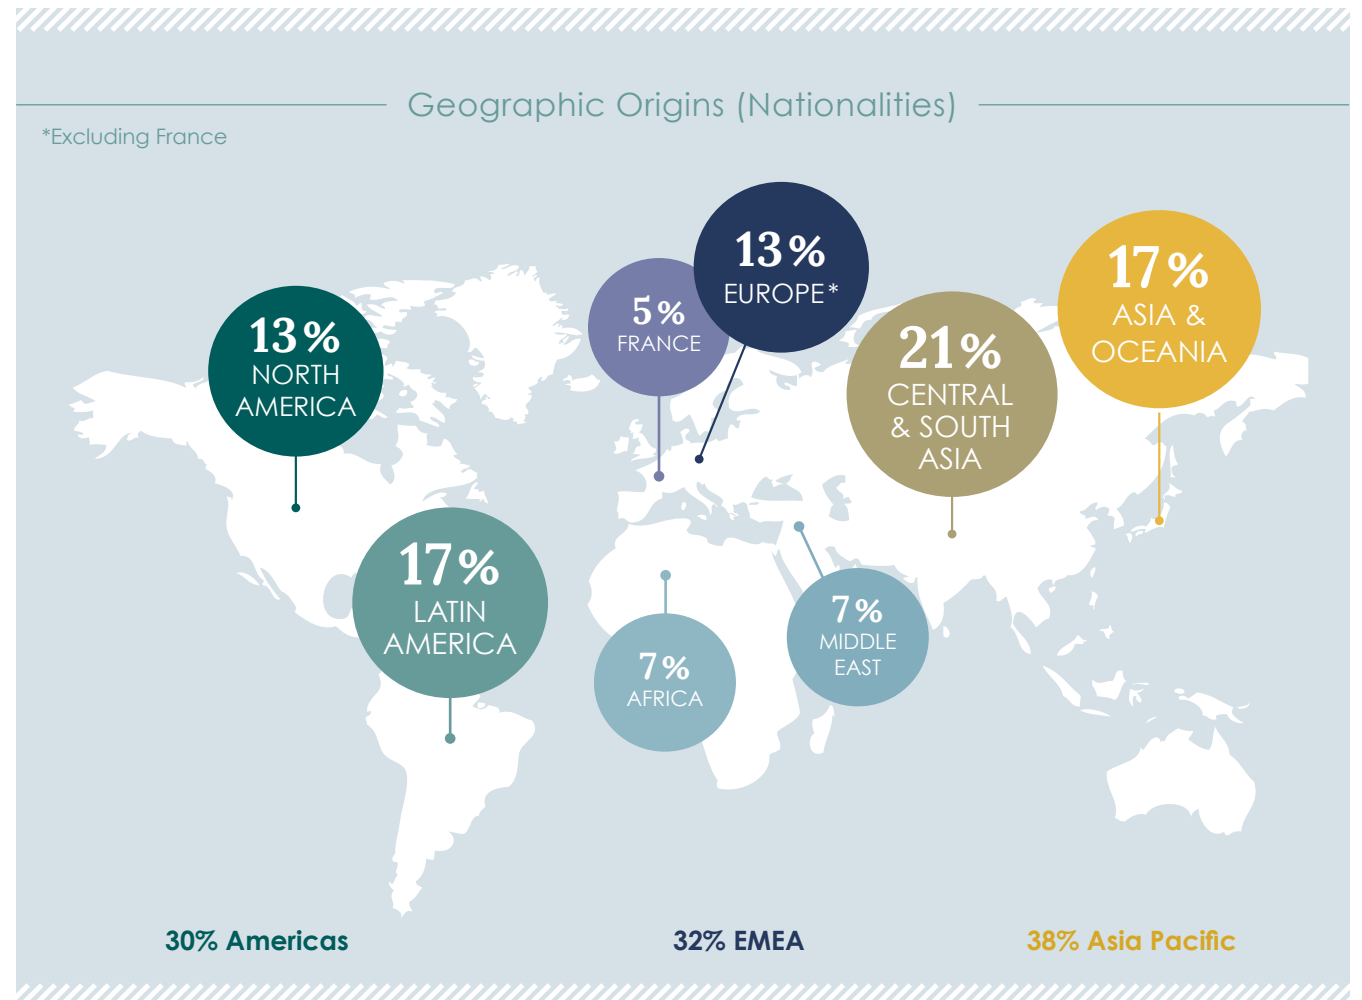 Geographic Origins (Nationalities)
*Excluding France
13%
NORTH
AMERICA
17%
LATIN
AMERICA
5%
FRANCE
13%
EUROPE*
7%
AFRICA
7%
MIDDLE
EAST
21%
CENTRAL
& SOUTH
ASIA
17%
ASIA &
OCEANIA
30% Americas
32% EMEA
38% Asia Pacific